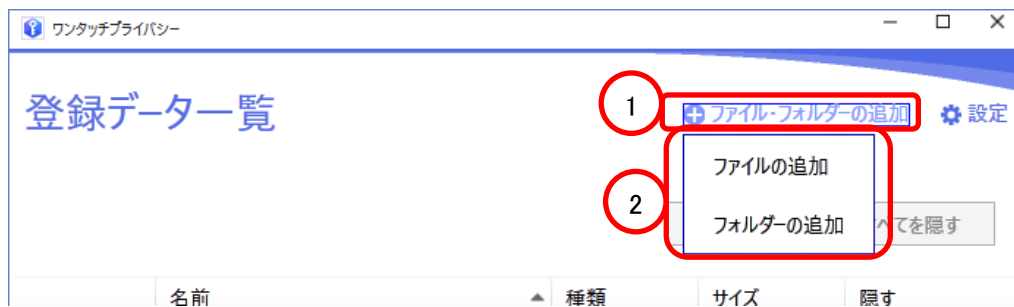 ワンタッチプライバシー
登録データ一覧
1
ファイル・フォルダーの追加
設定
ファイルの追加
2
フォルダーの追加
てを隠す
名前
種類
サイズ
隠す